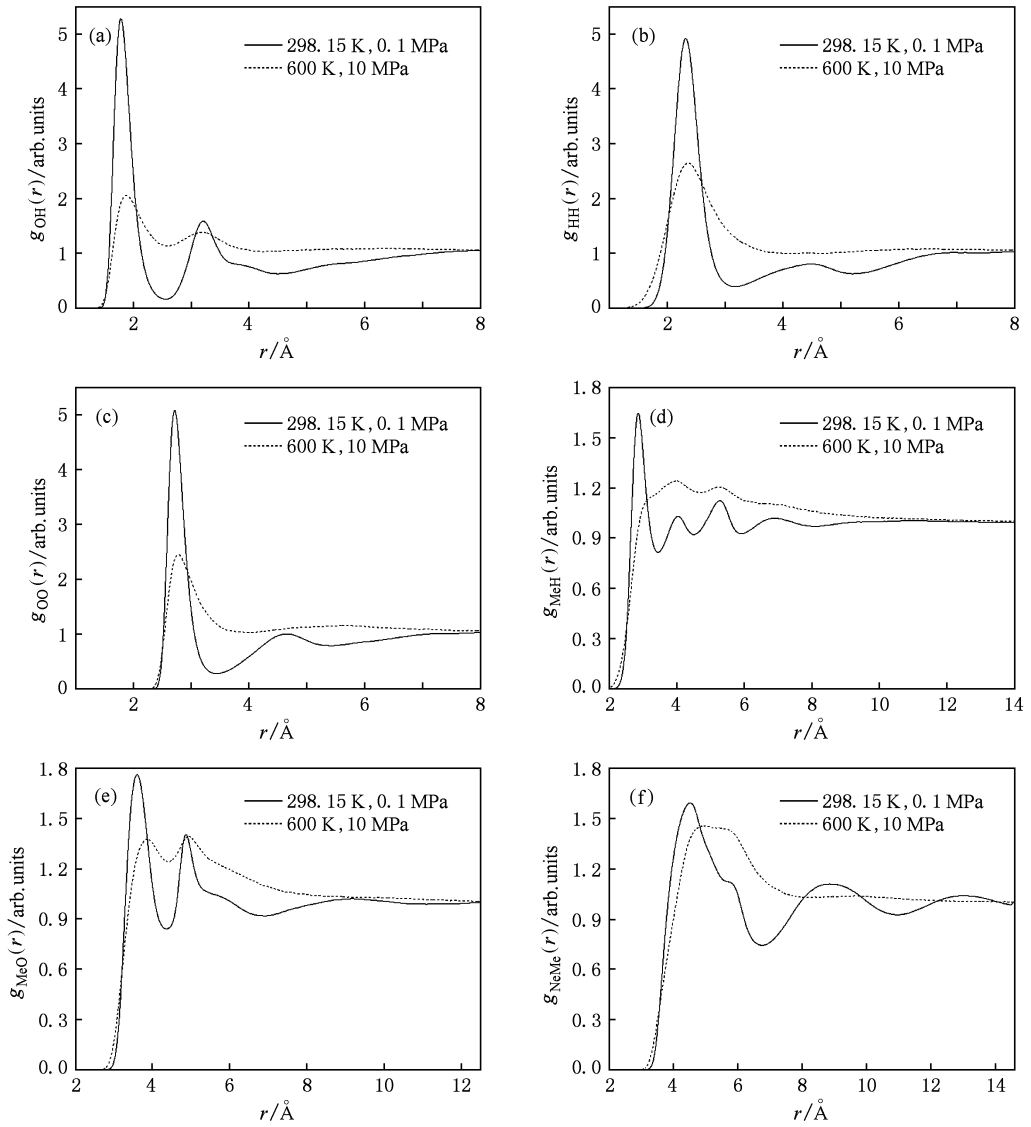 (a)
298. 15 K, 0. 1 MPa
600 K, 10 MPa
g_OH(r)/arb.units
5
4
3
2
1
0
2 4 6 8
r/Å
(b)
298. 15 K, 0. 1 MPa
600 K, 10 MPa
g_HH(r)/arb.units
5
4
3
2
1
0
2 4 6 8
r/Å
(c)
298. 15 K, 0. 1 MPa
600 K, 10 MPa
g_OO(r)/arb.units
5
4
3
2
1
0
2 4 6 8
r/Å
(d)
298. 15 K, 0. 1 MPa
600 K, 10 MPa
g_MeH(r)/arb.units
1.8
1.5
1.2
0.9
0.6
0.3
0.0
2 4 6 8 10 12 14
r/Å
(e)
298. 15 K, 0. 1 MPa
600 K, 10 MPa
g_MeO(r)/arb.units
1.8
1.5
1.2
0.9
0.6
0.3
0.0
2 4 6 8 10 12
r/Å
(f)
298. 15 K, 0. 1 MPa
600 K, 10 MPa
g_NeMe(r)/arb.units
1.8
1.5
1.2
0.9
0.6
0.3
0.0
2 4 6 8 10 12 14
r/Å